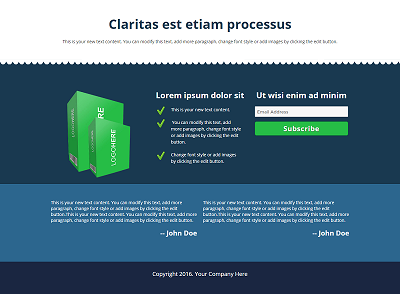 Claritas est etiam processus
This is your new text content. You can modify this text, add more paragraph, change font style or add images by clicking the edit button.
LOGOHERE
LOGOHERE
LOGOHERE
Lorem ipsum dolor sit
This is your new text content.
You can modify this text, add
more paragraph, change font style
or add images by clicking the edit
button.
Change font style or add images
by clicking the edit button.
Ut wisi enim ad minim
Email Address
Subscribe
This is your new text content. You can modify this text, add more
paragraph, change font style or add images by clicking the edit
button.This is your new text content. You can modify this text, add more
paragraph, change font style or add images by clicking the edit
button.
-- John Doe
This is your new text content. You can modify this text, add more
paragraph, change font style or add images by clicking the edit
button.This is your new text content. You can modify this text, add more
paragraph, change font style or add images by clicking the edit
button.
-- John Doe
Copyright 2016. Your Company Here